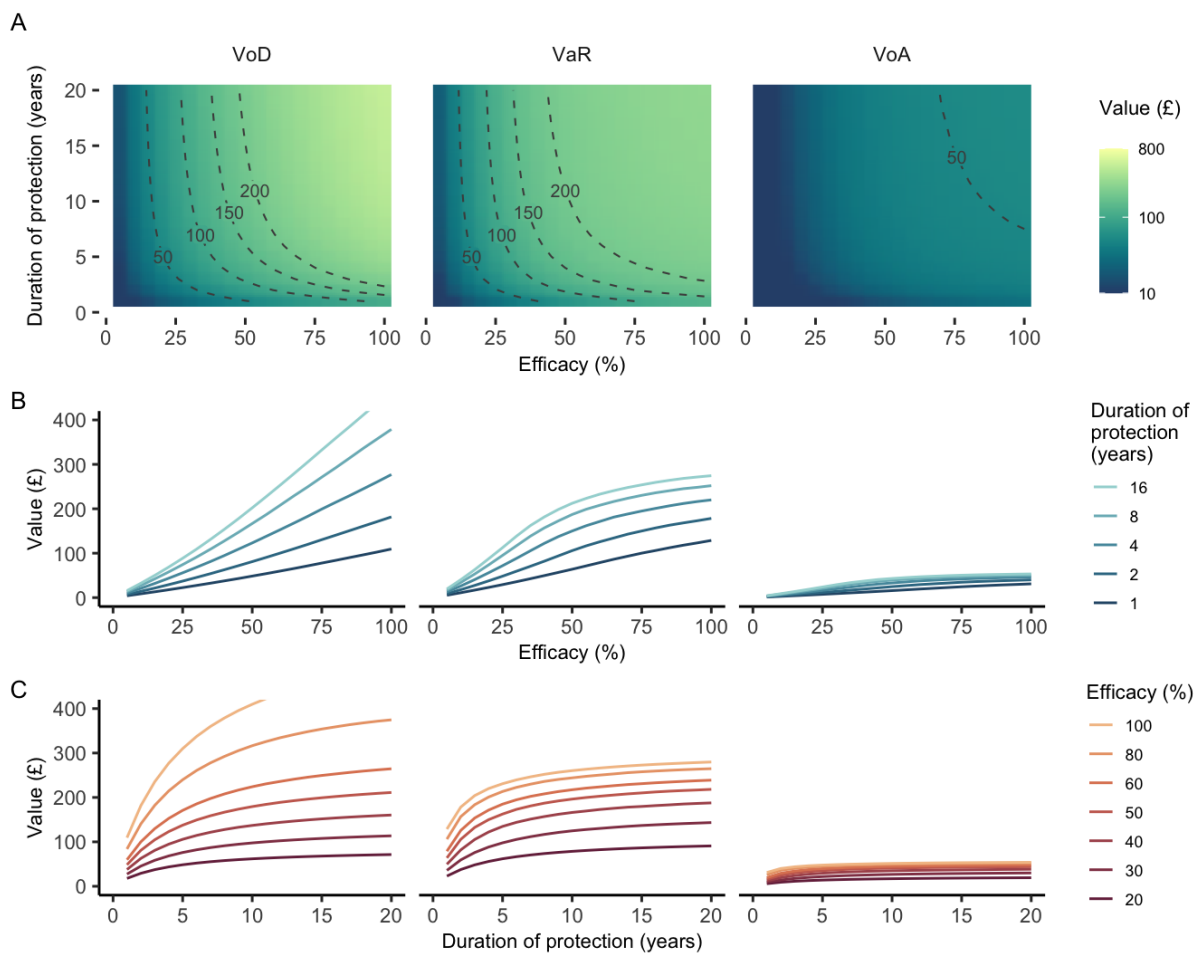 A
VoD VaR VoA
Duration of protection (years)
20
15
10
5
0
50 100 150 200
50 100 150 200
50
0 25 50 75 100 0 25 50 75 100 0 25 50 75 100
Efficacy (%)
Value (£)
800
100
10
B
Value (£)
400
300
200
100
0
0 25 50 75 100 0 25 50 75 100 0 25 50 75 100
Efficacy (%)
Duration of
protection
(years)
16
8
4
2
1
C
Value (£)
400
300
200
100
0
0 5 10 15 20 0 5 10 15 20 0 5 10 15 20
Duration of protection (years)
Efficacy (%)
100
80
60
50
40
30
20